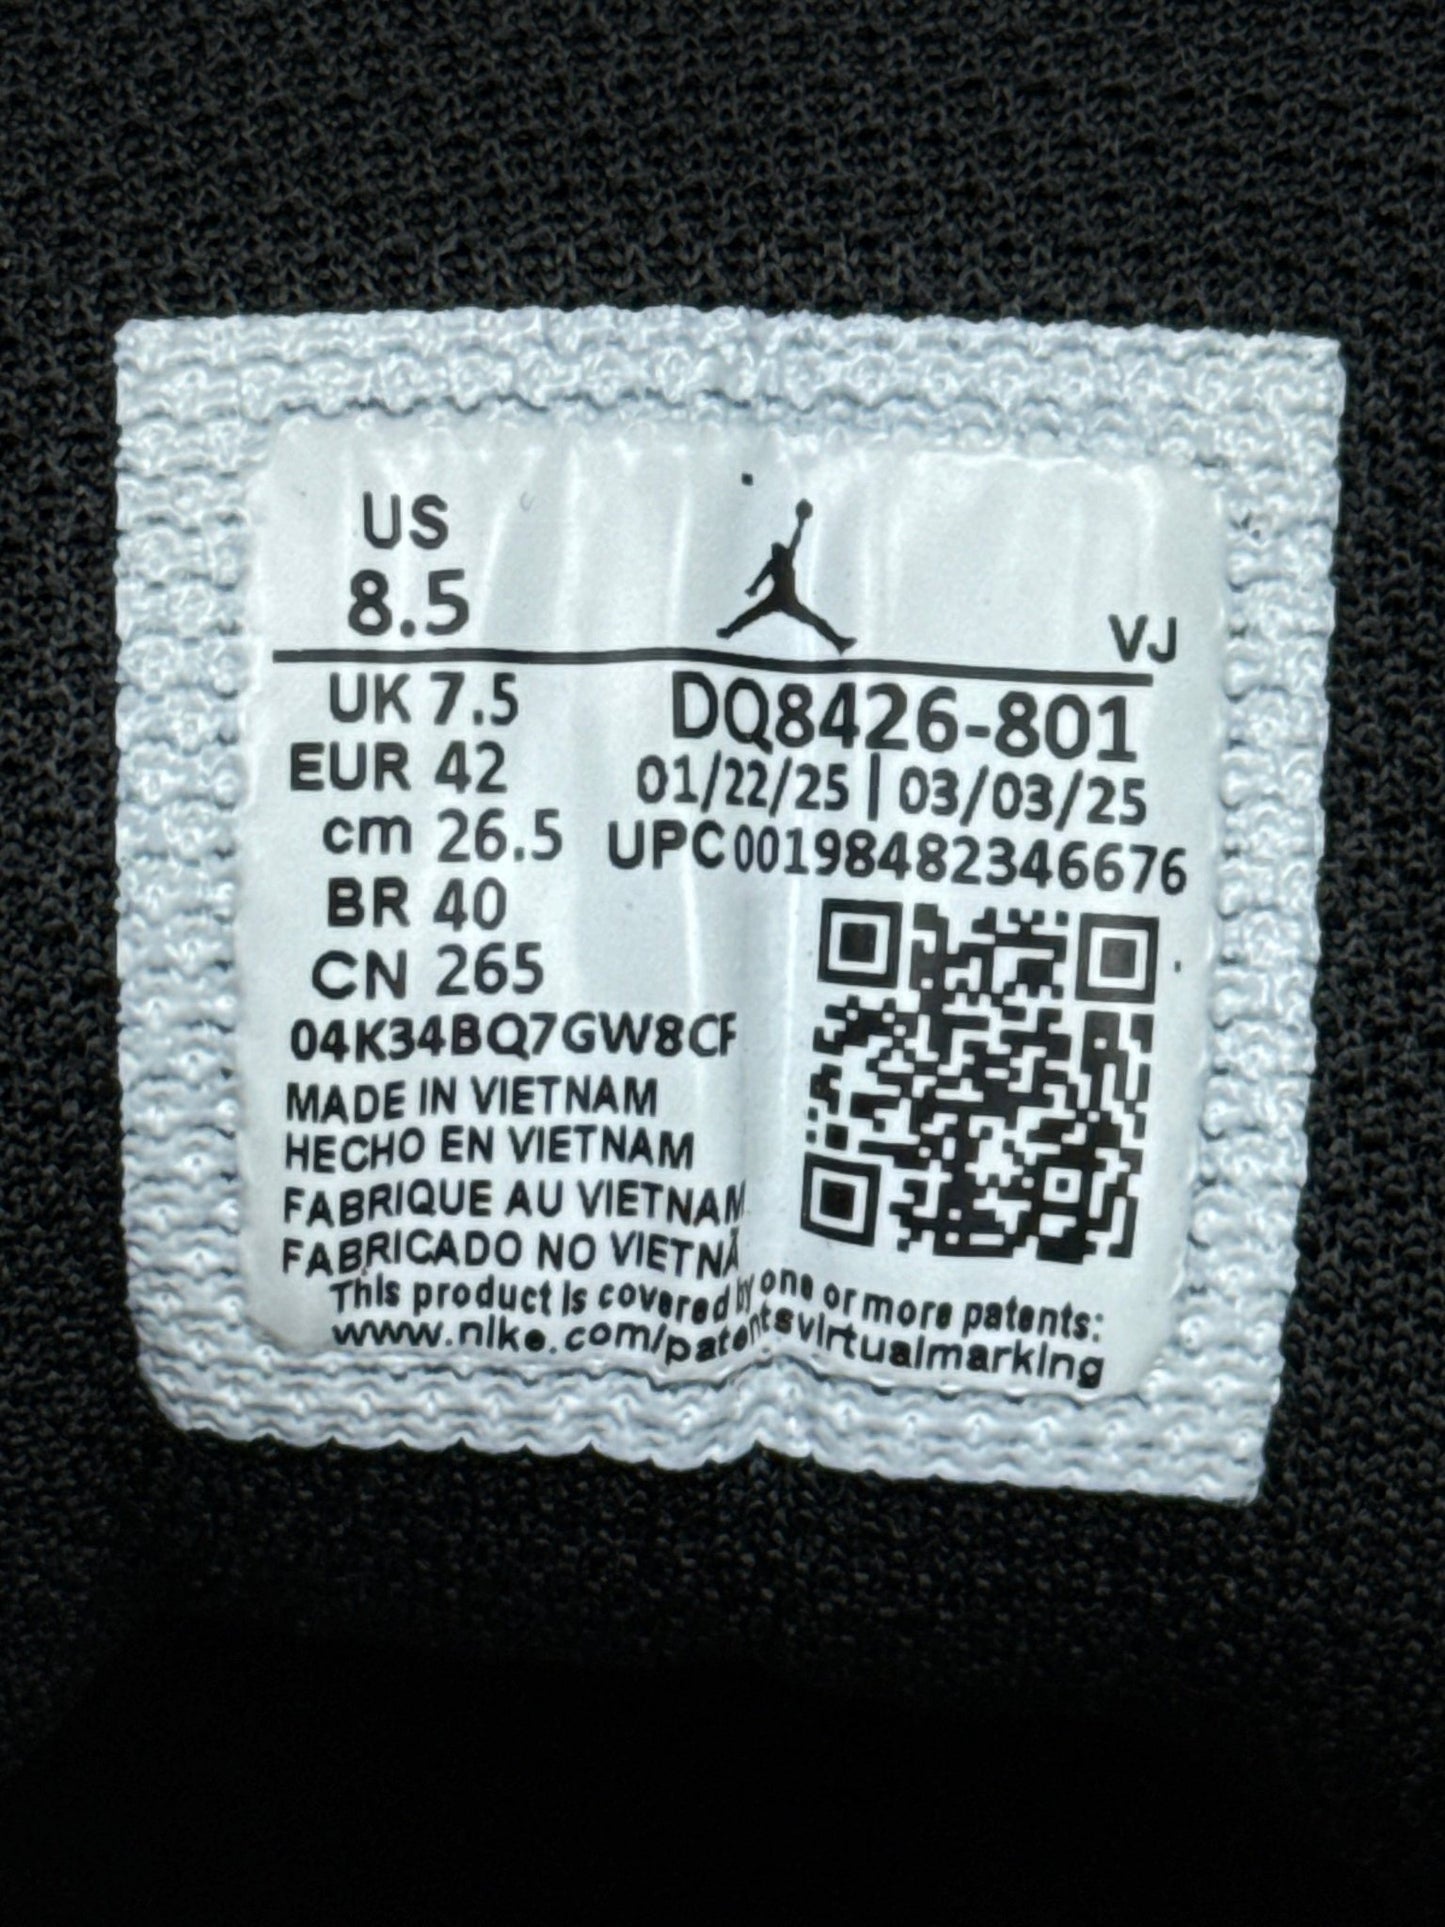 US
8.5
VJ
UK 7.5
EUR 42
cm 26.5
BR 40
CN 265
DQ8426-801
01/22/25 | 03/03/25
UPC001984823466​76
04K34BQ7GW8CF
MADE IN VIETNAM
HECHO EN VIETNAM
FABRIQUE AU VIETNAM
FABRICADO NO VIETNÃ
This product is covered by one or more patents:
www.nike.com/patentsvirtualmarking